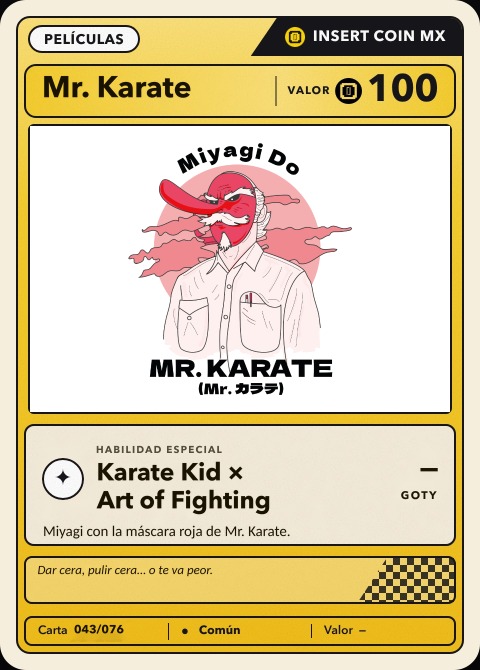 PELÍCULAS
INSERT COIN MX
Mr. Karate
VALOR 100
Miyagi Do
MR. KARATE
(Mr. カラテ)
HABILIDAD ESPECIAL
Karate Kid ×
Art of Fighting
—
GOTY
Miyagi con la máscara roja de Mr. Karate.
Dar cera, pulir cera... o te va peor.
Carta 043/076 • Común Valor –